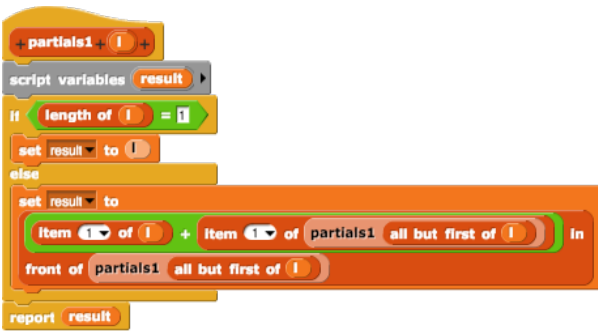 + partials1 + l +
script variables result
if length of l = 1
set result to l
else
set result to
item 1 of l + item 1 of partials1 all but first of l in
front of partials1 all but first of l
report result